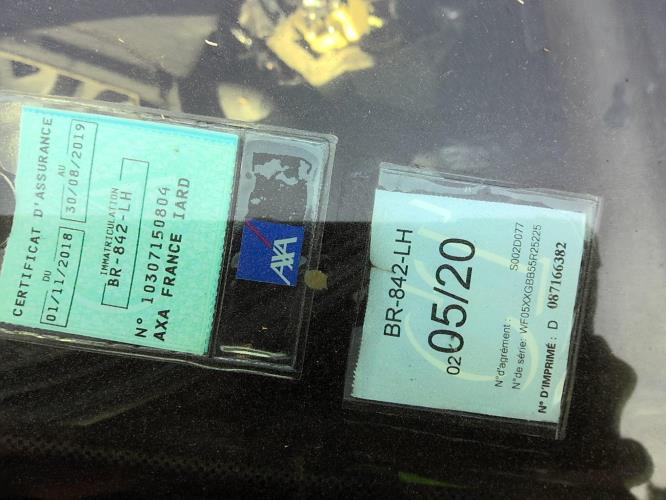 CERTIFICAT D'ASSURANCE
DU AU
01/11/2018 30/08/2019
IMMATRICULATION
BR-842-LH
N° 10307150804
AXA FRANCE IARD
AXA
BR-842-LH
02 05/20
N°d'agrément : S002D077
N°de série: WF05XXGBB55R25225
N° D'IMPRIMÉ: D 087166382